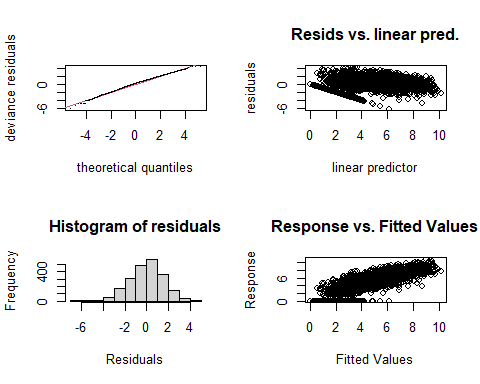 deviance residuals
0
-6
-4 -2 0 2 4
theoretical quantiles
Resids vs. linear pred.
residuals
0
-6
0 2 4 6 8 10
linear predictor
Histogram of residuals
Frequency
400
0
-6 -2 0 2 4
Residuals
Response vs. Fitted Values
Response
6
0
0 2 4 6 8 10
Fitted Values